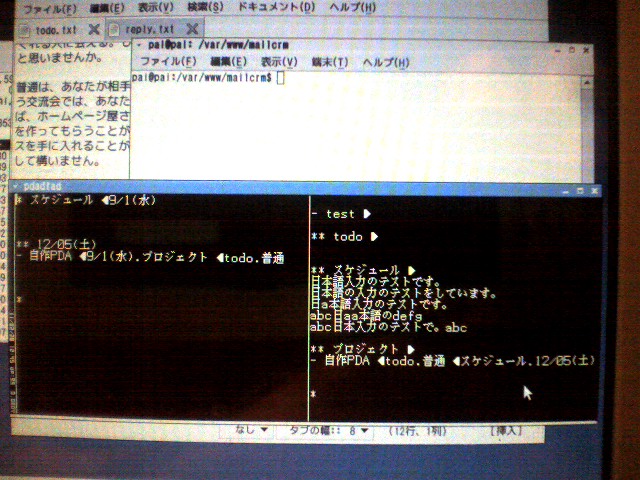 ファイル(F) 編集(E) 表示(V) 検索(S) ドキュメント(D) ヘルプ(H)
todo.txt reply.txt
と思いませんか。
普通は、あなたが相手
う交流会では、あなた
ば、ホームページ屋さ
を作ってもらうことが
スを手に入れることが
して構いません。
- pal@pal: /var/www/mailcrm
ファイル(F) 編集(E) 表示(V) 端末(T) ヘルプ(H)
pal@pal:/var/www/mailcrm$
* スケジュール ◀9/1(水)
** 12/05(土)
- 自作PDA ◀9/1(水).プロジェクト ◀todo.普通
*
- test ▶
** todo ▶
** スケジュール ▶
日本語入力のテストです。
日本語の入力のテストをしています。
日a本語入力のテストです。
abc日aa本語のdefg
abc日本入力のテストで。abc
** プロジェクト ▶
- 自作PDA ◀todo.普通 ◀スケジュール.12/05(土)
*
なし ▼ タブの幅:: 8 ▼ (12行、1列) [挿入]